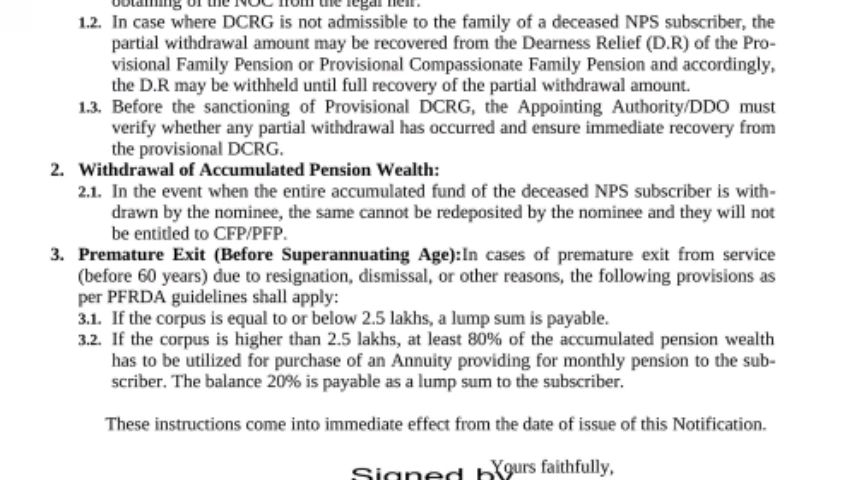 obtaining of the NOC from the legal heir.
1.2. In case where DCRG is not admissible to the family of a deceased NPS subscriber, the
partial withdrawal amount may be recovered from the Dearness Relief (D.R) of the Pro-
visional Family Pension or Provisional Compassionate Family Pension and accordingly,
the D.R may be withheld until full recovery of the partial withdrawal amount.
1.3. Before the sanctioning of Provisional DCRG, the Appointing Authority/DDO must
verify whether any partial withdrawal has occurred and ensure immediate recovery from
the provisional DCRG.
2. Withdrawal of Accumulated Pension Wealth:
2.1. In the event when the entire accumulated fund of the deceased NPS subscriber is with-
drawn by the nominee, the same cannot be redeposited by the nominee and they will not
be entitled to CFP/PFP.
3. Premature Exit (Before Superannuating Age):In cases of premature exit from service
(before 60 years) due to resignation, dismissal, or other reasons, the following provisions as
per PFRDA guidelines shall apply:
3.1. If the corpus is equal to or below 2.5 lakhs, a lump sum is payable.
3.2. If the corpus is higher than 2.5 lakhs, at least 80% of the accumulated pension wealth
has to be utilized for purchase of an Annuity providing for monthly pension to the sub-
scriber. The balance 20% is payable as a lump sum to the subscriber.
These instructions come into immediate effect from the date of issue of this Notification.
Yours faithfully,
Signed by